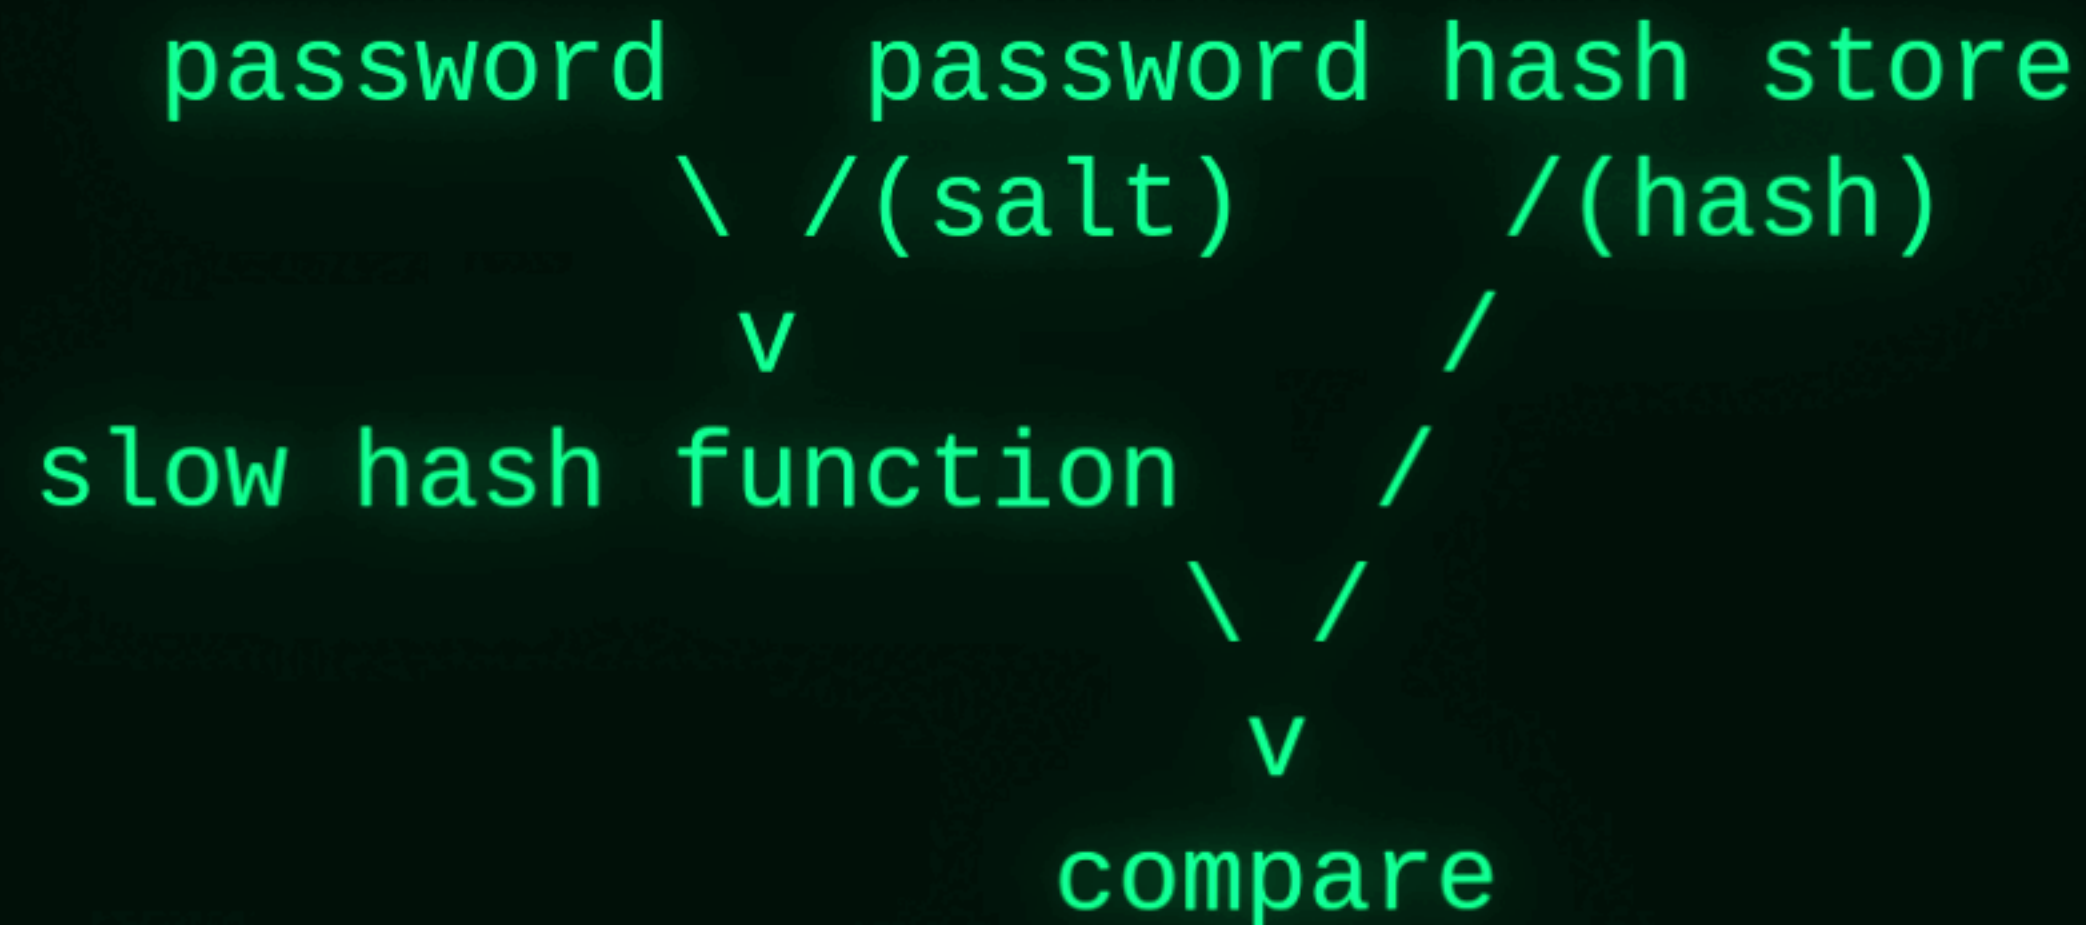 password   password hash store
\ /(salt)    /(hash)
v          /
slow hash function   /
\ /
v
compare